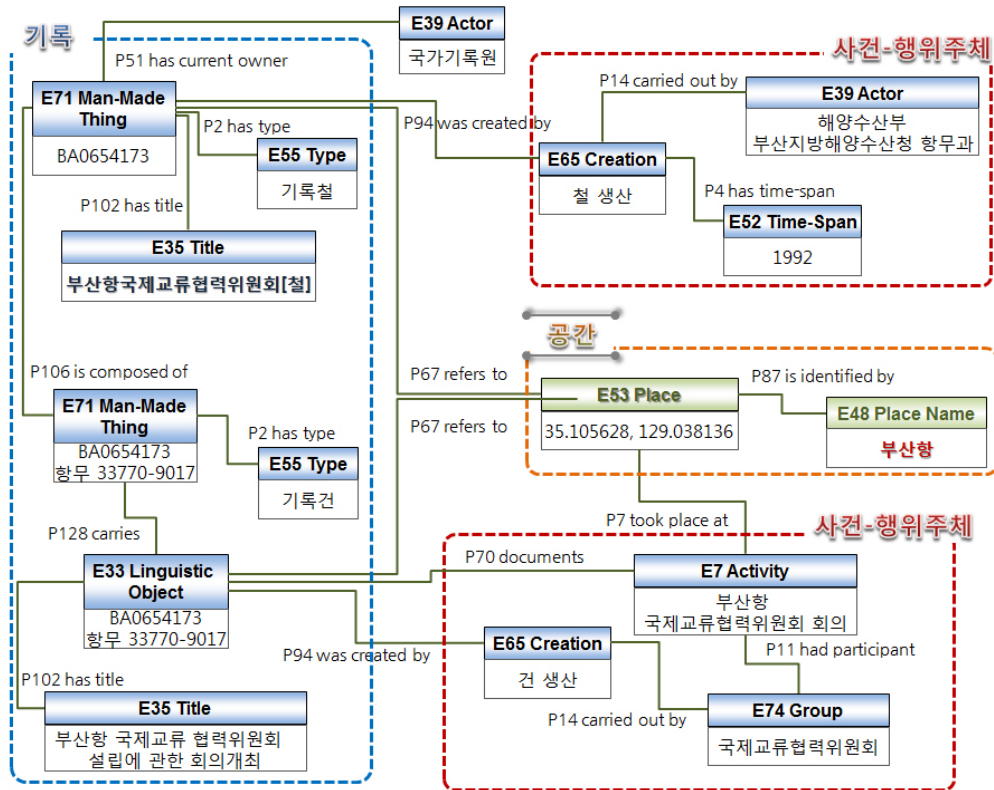 기록
E39 Actor
국가기록원
P51 has current owner
사건-행위주체
E71 Man-Made
Thing
BA0654173
P2 has type
E55 Type
기록철
P94 was created by
P14 carried out by
E39 Actor
해양수산부
부산지방해양수산청 항무과
E65 Creation
철 생산
P4 has time-span
E52 Time-Span
1992
P102 has title
E35 Title
부산항국제교류협력위원회[철]
공간
P106 is composed of
P67 refers to
E53 Place
35.105628, 129.038136
P87 is identified by
E48 Place Name
부산항
E71 Man-Made
Thing
BA0654173
항무 33770-9017
P2 has type
E55 Type
기록건
P67 refers to
P7 took place at
사건-행위주체
P128 carries
E33 Linguistic
Object
BA0654173
항무 33770-9017
P70 documents
E7 Activity
부산항
국제교류협력위원회 회의
P94 was created by
E65 Creation
건 생산
P11 had participant
P102 has title
E35 Title
부산항 국제교류 협력위원회
설립에 관한 회의개최
P14 carried out by
E74 Group
국제교류협력위원회